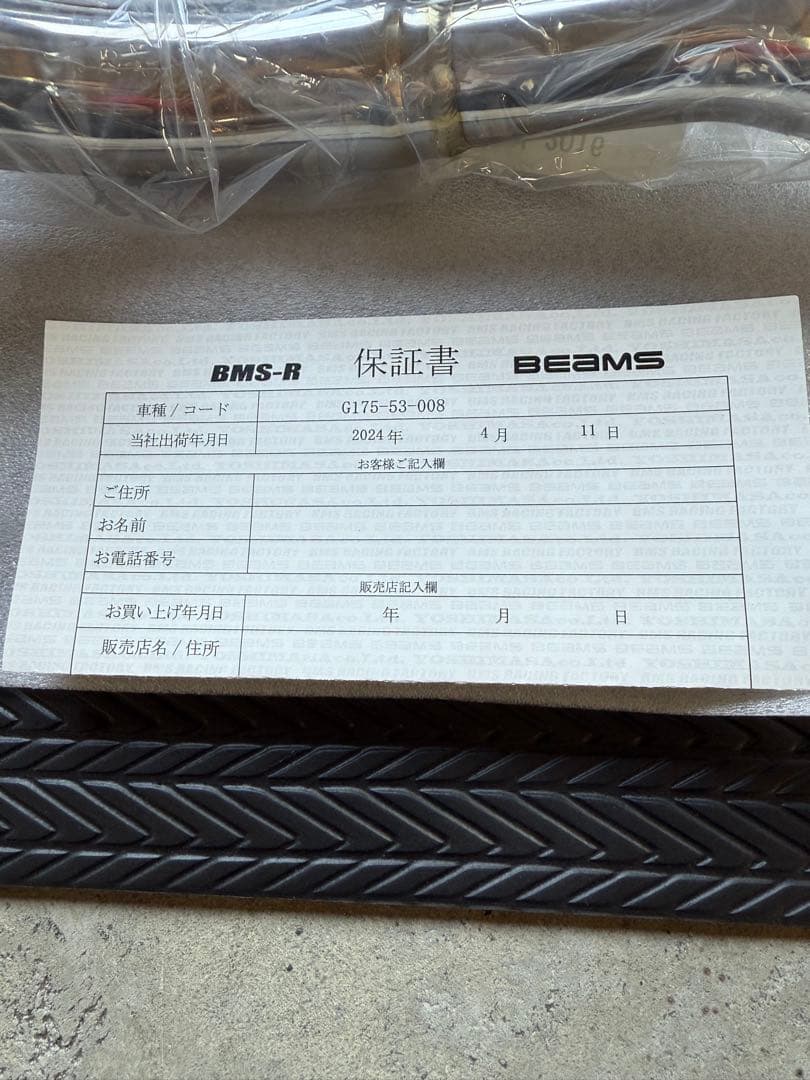 BMS-R 保証書 BEAMS
車種 / コード G175-53-008
当社出荷年月日 2024年 4月 11日
お客様ご記入欄
ご住所
お名前
お電話番号
販売店記入欄
お買い上げ年月日 年 月 日
販売店名 / 住所